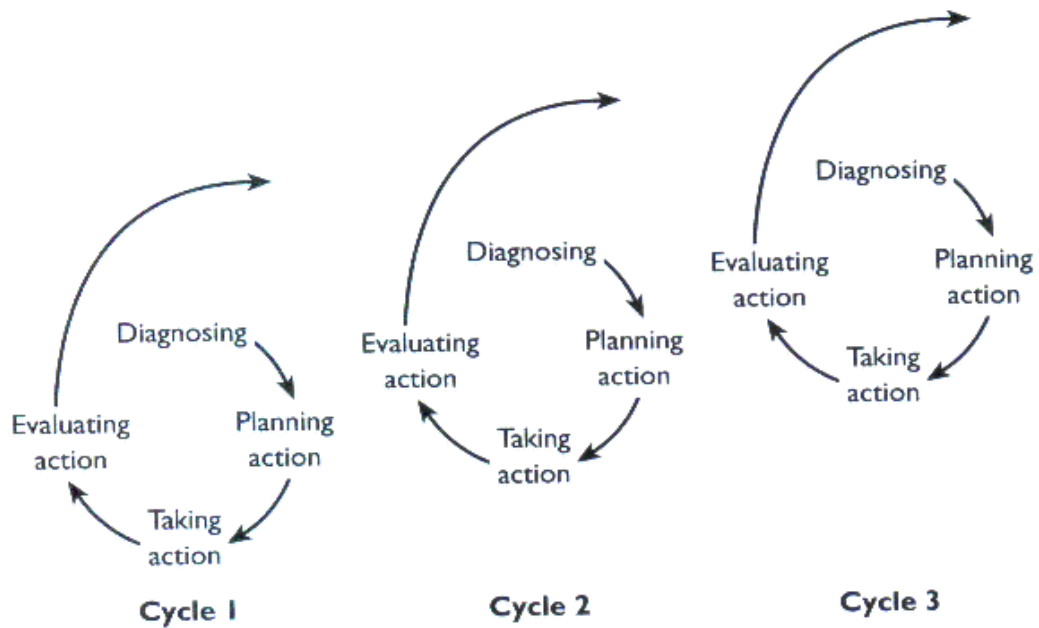 Diagnosing
Planning
action
Taking
action
Evaluating
action
Cycle 1
Diagnosing
Planning
action
Taking
action
Evaluating
action
Cycle 2
Diagnosing
Planning
action
Taking
action
Evaluating
action
Cycle 3